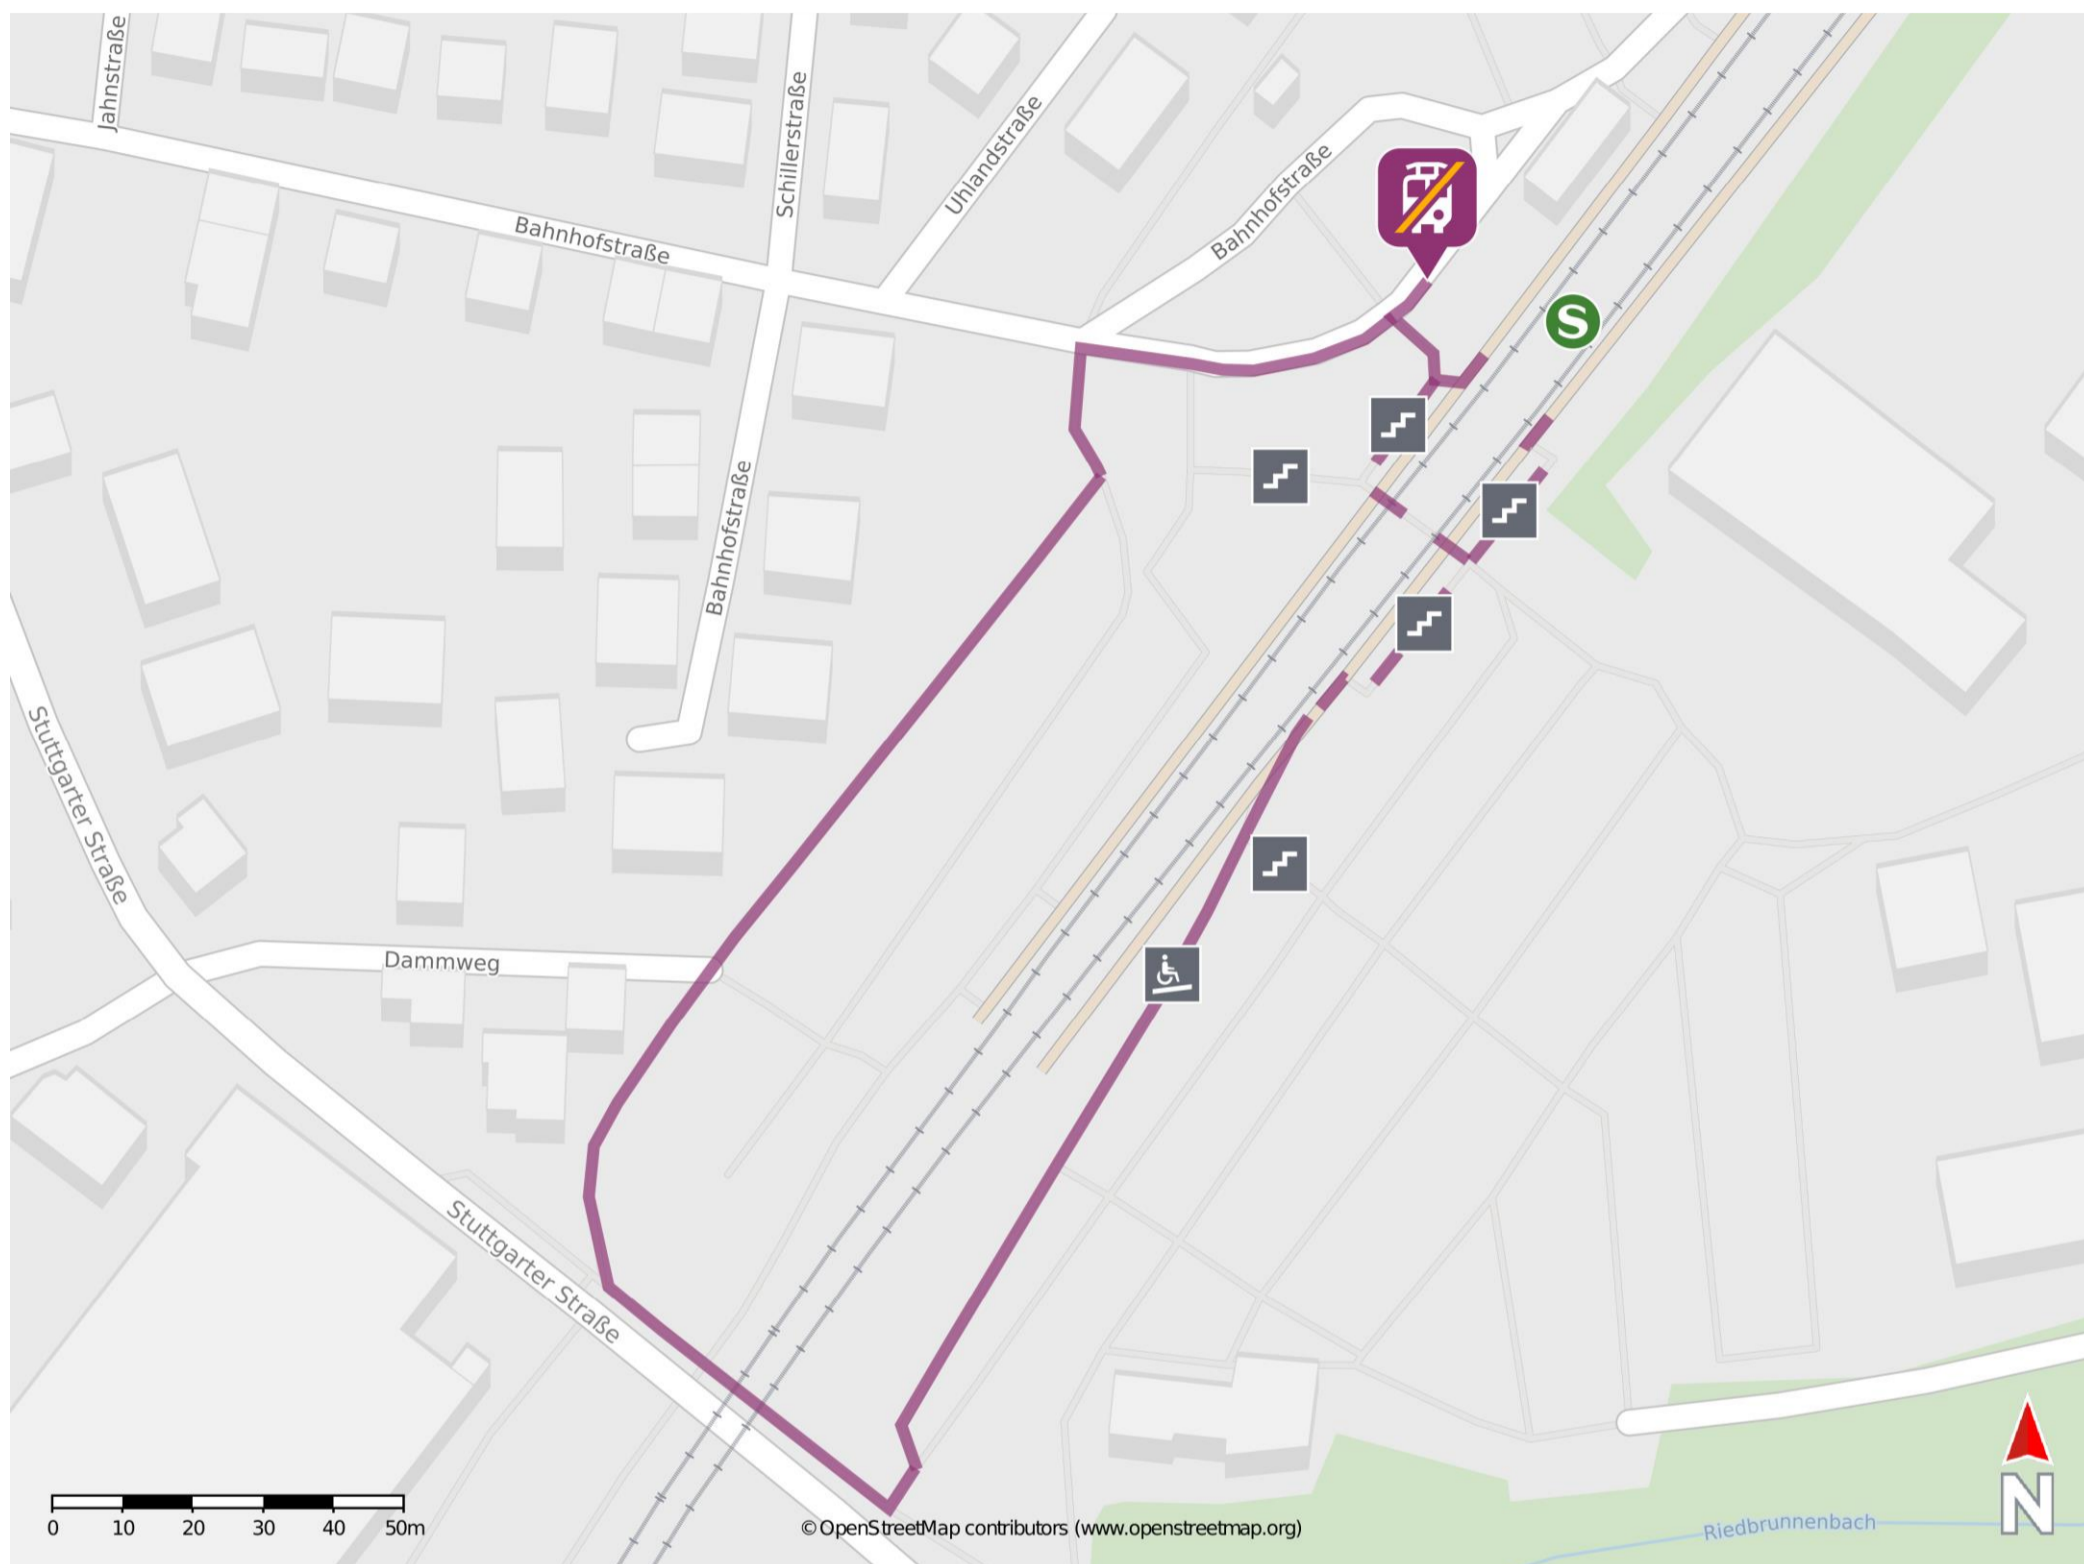 Jahnstraße
Schillerstraße
Uhlandstraße
Bahnhofstraße
Bahnhofstraße
S
Bahnhofstraße
Stuttgarter Straße
Dammweg
Stuttgarter Straße
0 10 20 30 40 50m
© OpenStreetMap contributors (www.openstreetmap.org)
Riedbrunnenbach
N